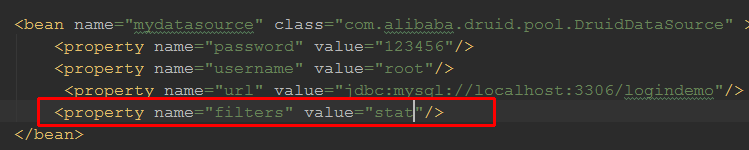 <bean name="mydatasource" class="com.alibaba.druid.pool.DruidDataSource" >
<property name="password" value="123456"/>
<property name="username" value="root"/>
<property name="url" value="jdbc:mysql://localhost:3306/logindemo"/>
<property name="filters" value="stat"/>
</bean>